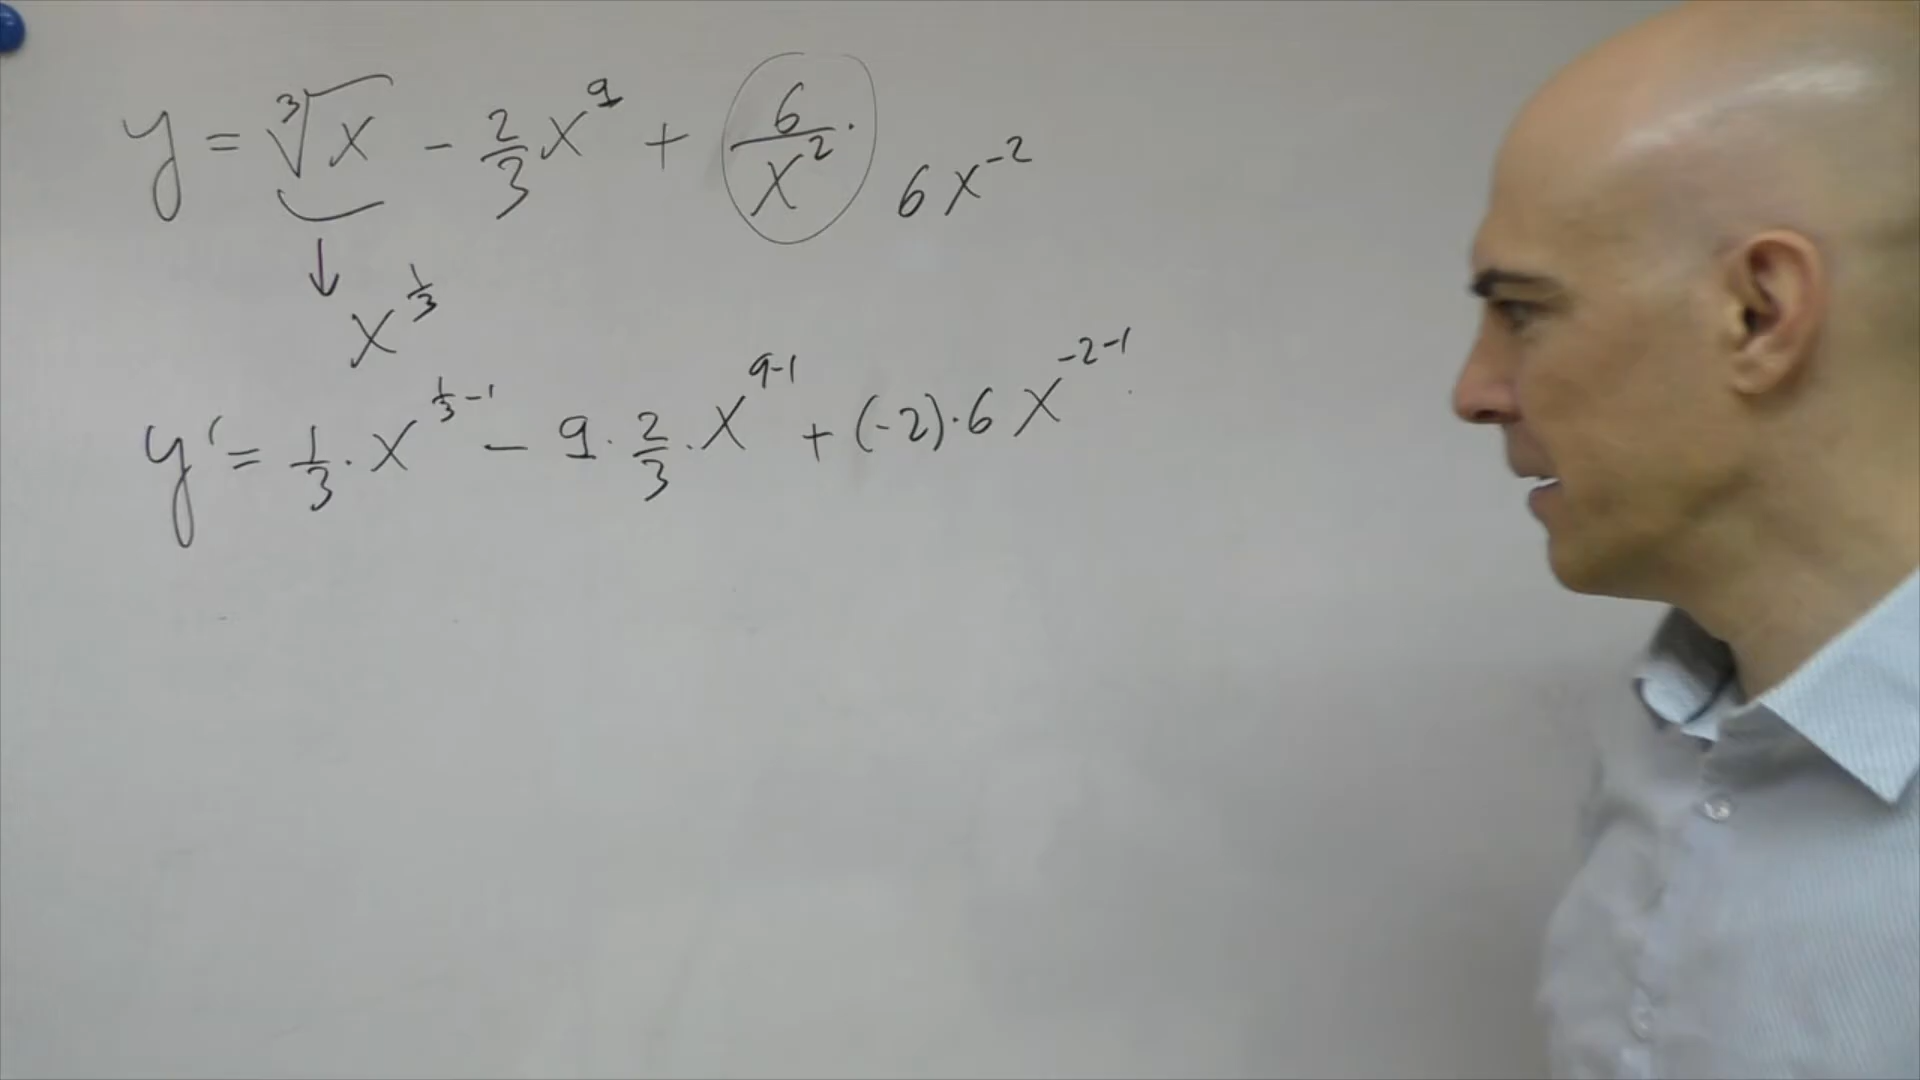 y = ∛x - 2/3 x^9 + 6/x^2 · 6x^-2
↓ x^1/3
y' = 1/3 · x^1/3-1 - 9 · 2/3 · x^9-1 + (-2) · 6 x^-2-1